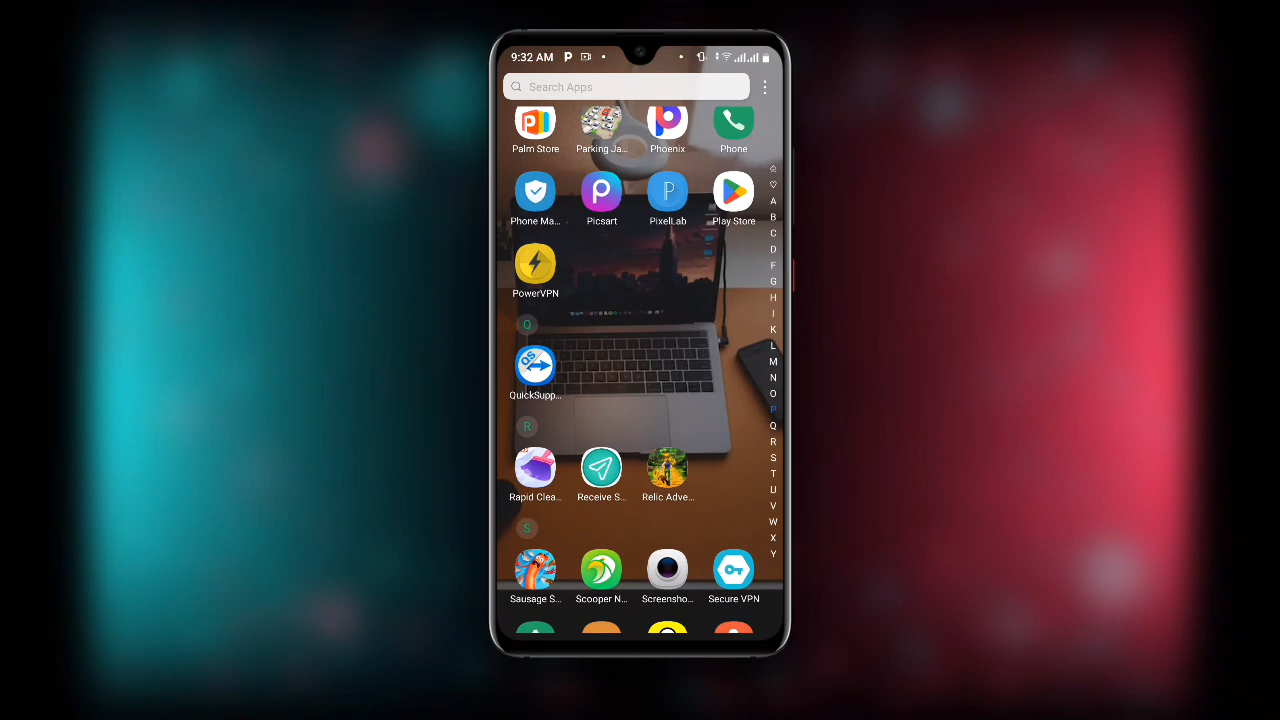 9:32 AM P
Search Apps
Palm Store Parking Ja... Phoenix Phone
Phone Ma... Picsart PixelLab Play Store
PowerVPN
Q
QS
QuickSupp...
R
Rapid Clea... Receive S... Relic Adve...
S
Sausage S... Scooper N... Screensho... Secure VPN
A
B
C
D
F
G
H
I
K
L
M
N
O
P
Q
R
S
T
U
V
W
X
Y